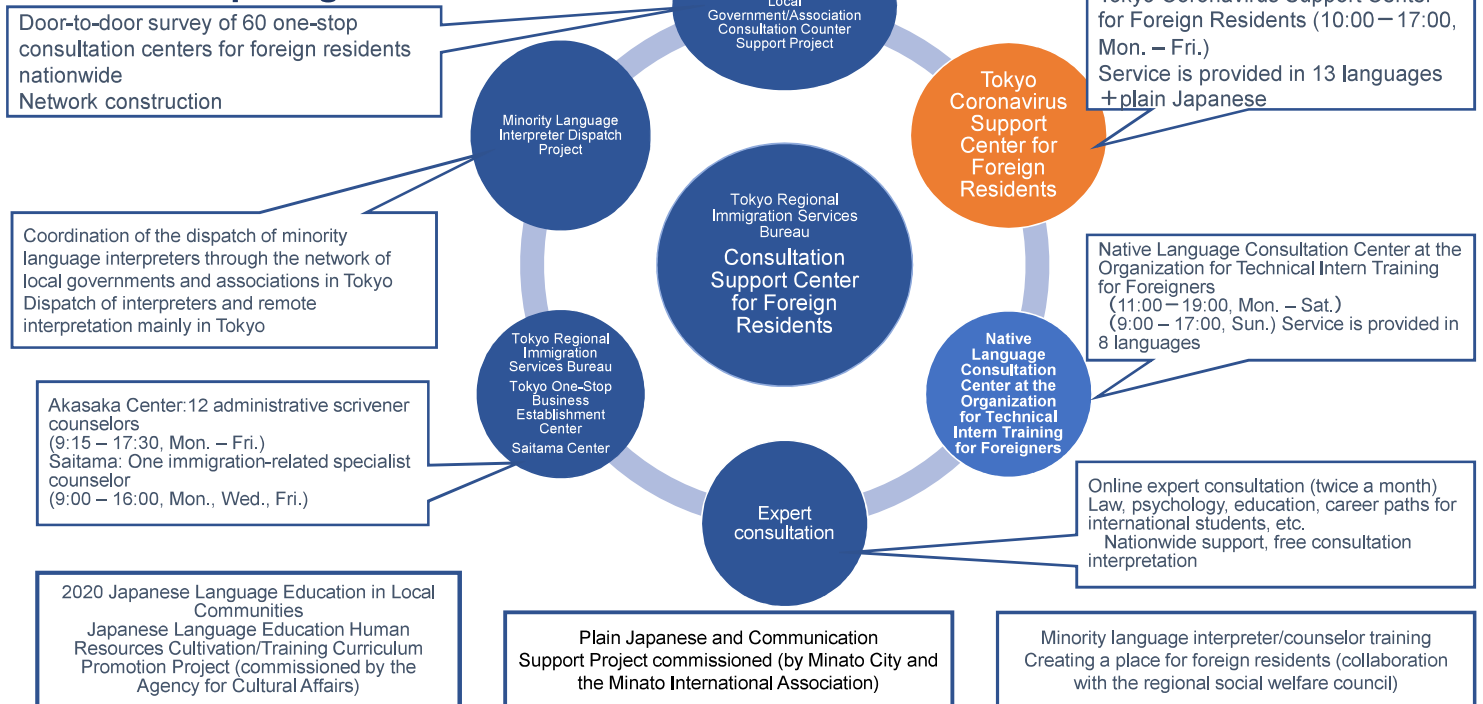 Door-to-door survey of 60 one-stop
consultation centers for foreign residents
nationwide
Network construction
Local
Government/Association
Consultation Counter
Support Project
Tokyo Coronavirus Support Center
for Foreign Residents (10:00－17:00,
Mon. – Fri.)
Service is provided in 13 languages
＋plain Japanese
Minority Language
Interpreter Dispatch
Project
Tokyo
Coronavirus
Support
Center for
Foreign
Residents
Tokyo Regional
Immigration Services
Bureau
Consultation
Support Center
for Foreign
Residents
Coordination of the dispatch of minority
language interpreters through the network of
local governments and associations in Tokyo
Dispatch of interpreters and remote
interpretation mainly in Tokyo
Native Language Consultation Center at the
Organization for Technical Intern Training
for Foreigners
（11:00－19:00, Mon. – Sat.）
（9:00 – 17:00, Sun.) Service is provided in
8 languages
Tokyo Regional
Immigration
Services Bureau
Tokyo One-Stop
Business
Establishment
Center
Saitama Center
Native
Language
Consultation
Center at the
Organization
for Technical
Intern Training
for Foreigners
Akasaka Center:12 administrative scrivener
counselors
(9:15 – 17:30, Mon. – Fri.)
Saitama: One immigration-related specialist
counselor
(9:00 – 16:00, Mon., Wed., Fri.)
Expert
consultation
Online expert consultation (twice a month)
Law, psychology, education, career paths for
international students, etc.
Nationwide support, free consultation
interpretation
2020 Japanese Language Education in Local
Communities
Japanese Language Education Human
Resources Cultivation/Training Curriculum
Promotion Project (commissioned by the
Agency for Cultural Affairs)
Plain Japanese and Communication
Support Project commissioned (by Minato City and
the Minato International Association)
Minority language interpreter/counselor training
Creating a place for foreign residents (collaboration
with the regional social welfare council)